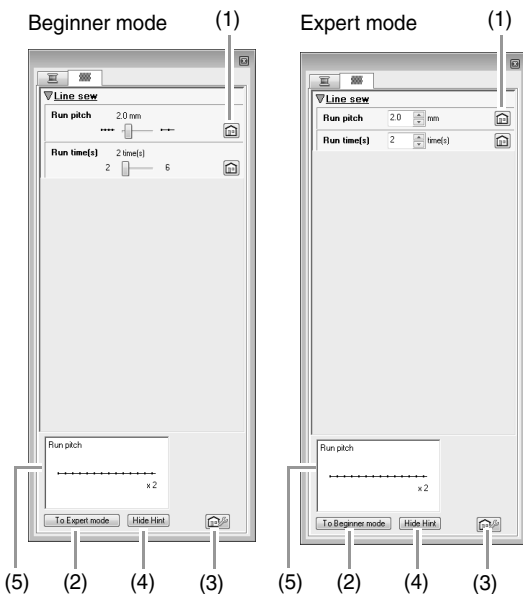 Beginner mode
(1)
Line sew
Run pitch 2.0 mm
Run time(s) 2 time(s)
2 6
Run pitch
x 2
To Expert mode Hide Hint
(5) (2) (4) (3)
Expert mode
(1)
Line sew
Run pitch 2.0 mm
Run time(s) 2 time(s)
Run pitch
x 2
To Beginner mode Hide Hint
(5) (2) (4) (3)